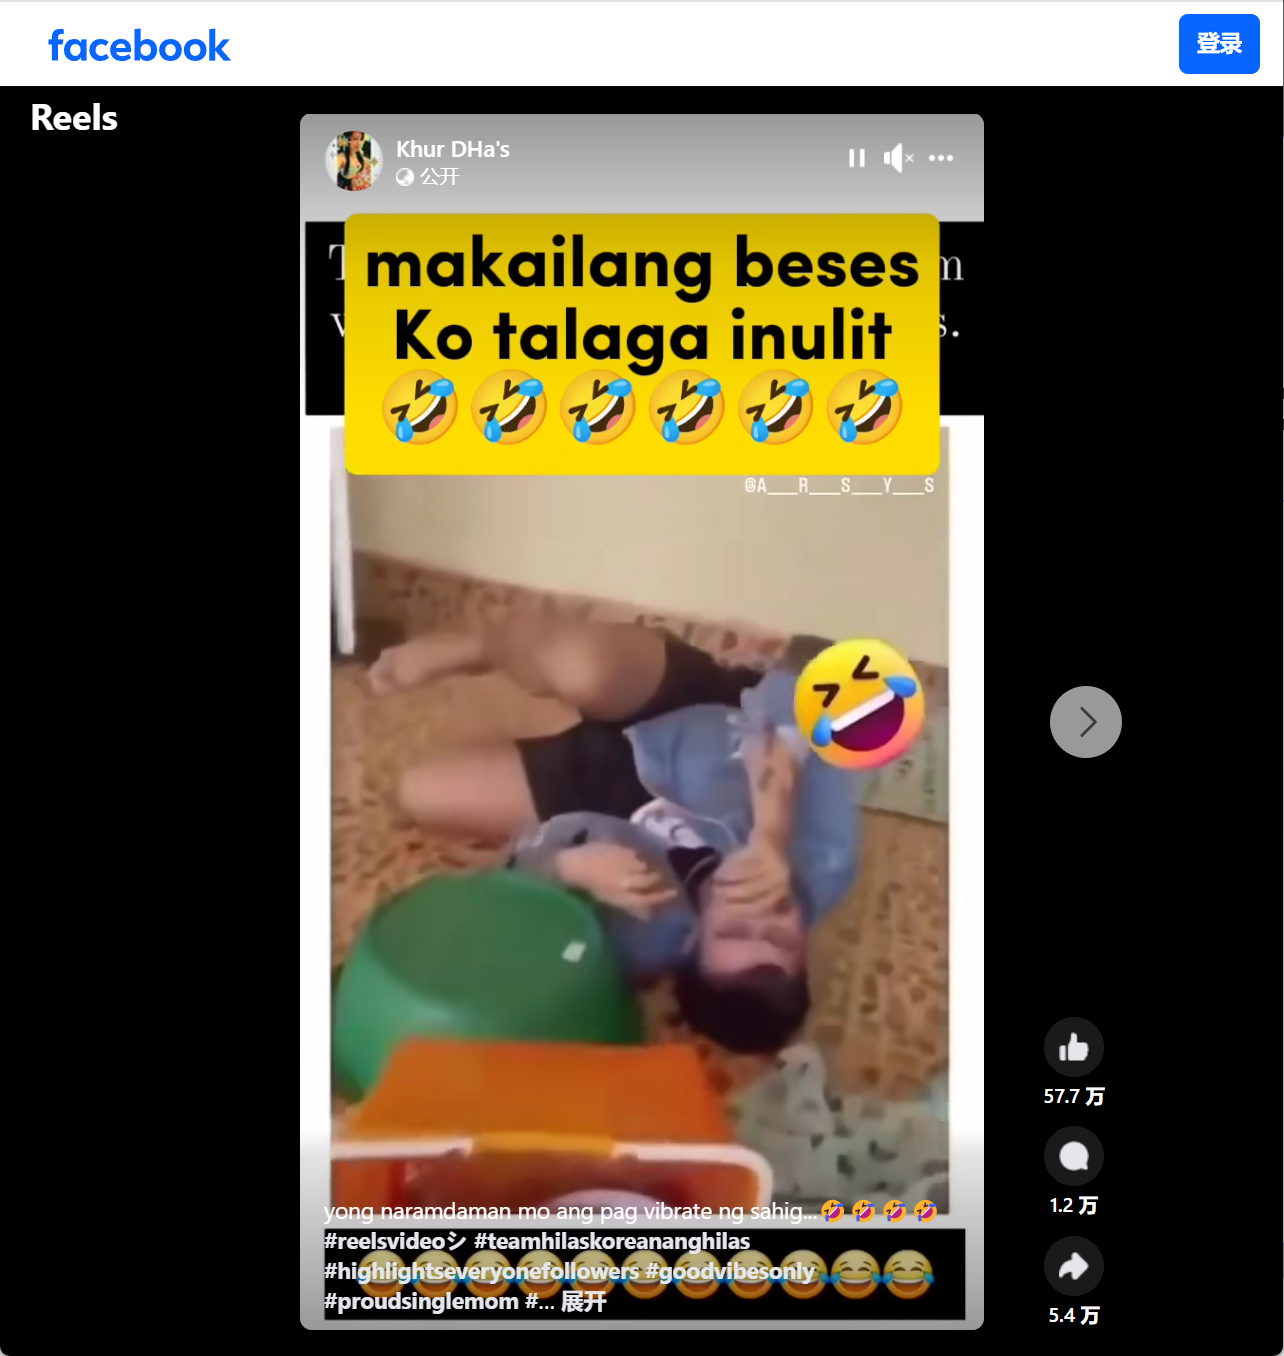 facebook
登录
Reels
Khur DHa's
公开
makailang beses
Ko talaga inulit
@A__R__S__Y__S
57.7 万
1.2 万
5.4 万
yong naramdaman mo ang pag vibrate ng sahig...🤣🤣🤣🤣
#reelsvideoシ #teamhilaskoreananghilas
#highlightseveryonefollowers #goodvibesonly
#proudsinglemom #... 展开